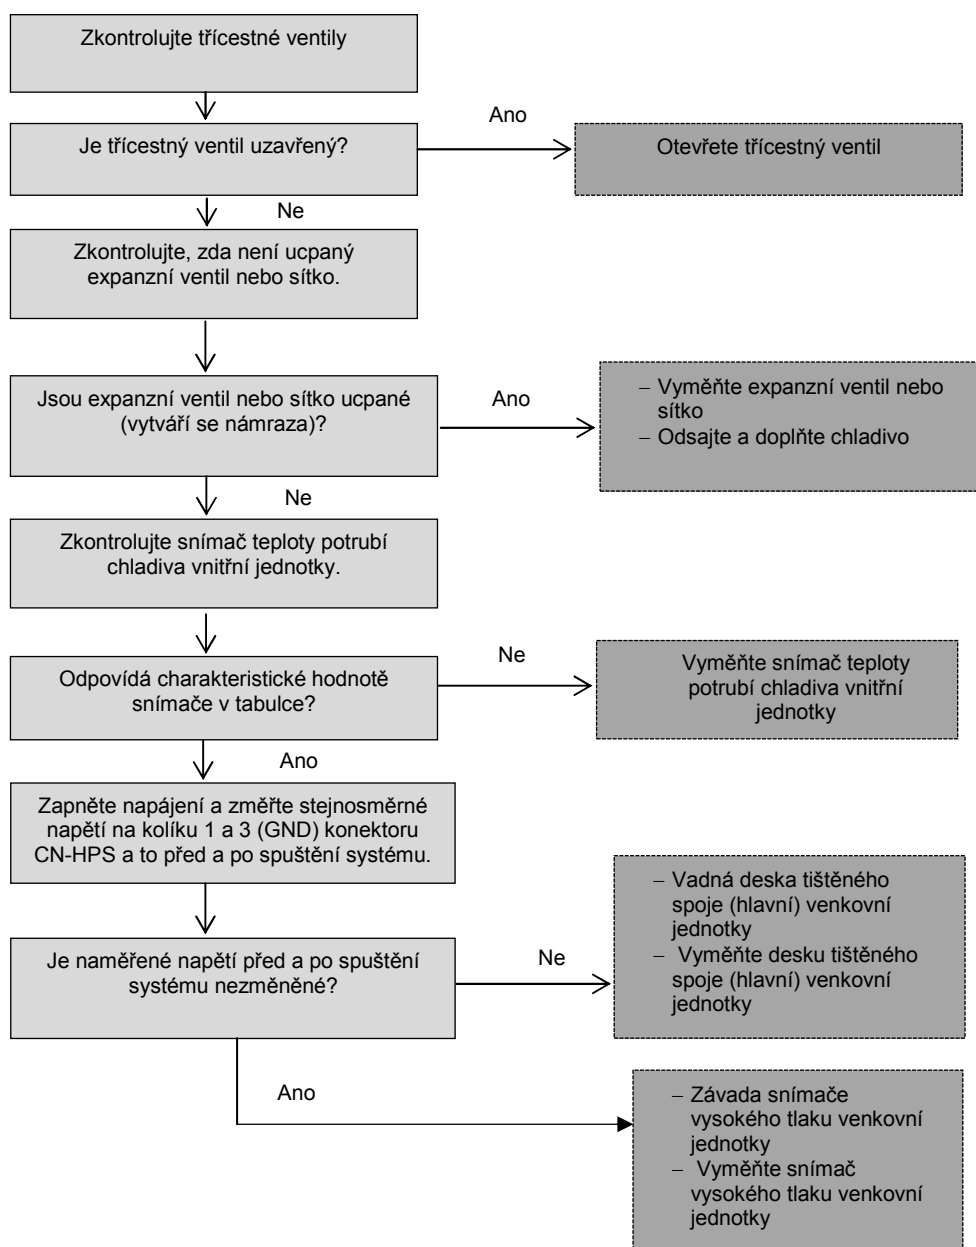 Zkontrolujte třícestné ventily
Ano
Je třícestný ventil uzavřený?
Otevřete třícestný ventil
Ne
Zkontrolujte, zda není ucpaný
expanzní ventil nebo sítko.
Jsou expanzní ventil nebo sítko ucpané
(vytváří se námraza)?
Ano
– Vyměňte expanzní ventil nebo
sítko
– Odsajte a doplňte chladivo
Ne
Zkontrolujte snímač teploty potrubí
chladiva vnitřní jednotky.
Odpovídá charakteristické hodnotě
snímače v tabulce?
Ne
Vyměňte snímač teploty
potrubí chladiva vnitřní
jednotky
Ano
Zapněte napájení a změřte stejnosměrné
napětí na kolíku 1 a 3 (GND) konektoru
CN-HPS a to před a po spuštění systému.
Je naměřené napětí před a po spuštění
systému nezměněné?
Ne
– Vadná deska tištěného
spoje (hlavní) venkovní
jednotky
– Vyměňte desku tištěného
spoje (hlavní) venkovní
jednotky
Ano
– Závada snímače
vysokého tlaku venkovní
jednotky
– Vyměňte snímač
vysokého tlaku venkovní
jednotky